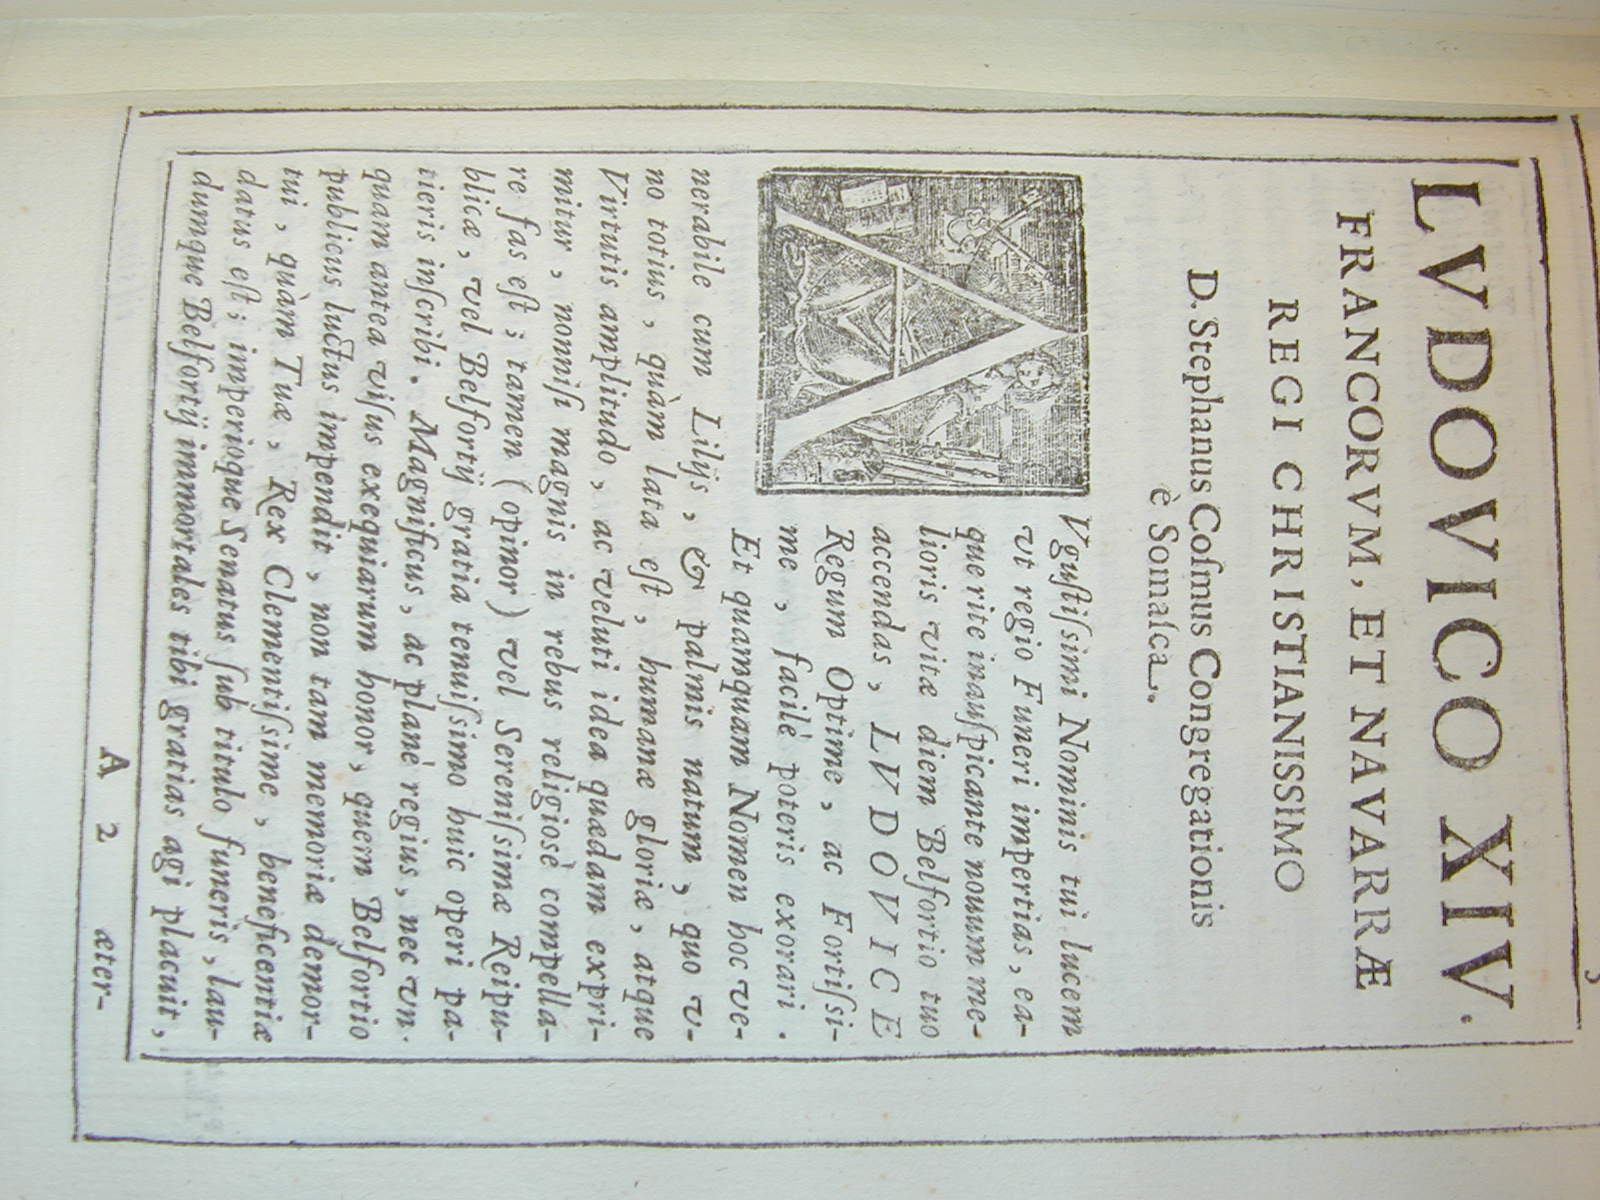 3
LVDOVICO XIV.
FRANCORVM, ET NAVARRÆ
REGI CHRISTIANISSIMO
D. Stephanus Coſmus Congregationis
è Somaſca.
AVguſtiſsimi Nominis tui lucem
vt regio Funeri impertias, ea-
que rite inauſpicante nouum me-
lioris vitæ diem Belfortio tuo
accendas, LVDOVICE
Regum Optime, ac Fortiſsi-
me, facilè poteris exorari.
Et quamquam Nomen hoc ve-
nerabile cum Lilijs, & palmis natum, quo v-
no totius, quàm lata eſt, humanæ gloriæ, atque
Virtutis amplitudo, ac veluti idea quædam expri-
mitur, nonniſi magnis in rebus religiosè compella-
re fas eſt; tamen (opinor) vel Sereniſsimæ Reipu-
blicæ, vel Belfortij gratia tenuiſsimo huic operi pa-
tieris inſcribi. Magnificus, ac planè regius, nec vn-
quam antea viſus exequiarum honor, quem Belfortio
publicus luctus impendit, non tam memoriæ demor-
tui, quàm Tuæ, Rex Clementiſsime, beneficentiæ
datus eſt; imperioque Senatus ſub titulo funeris, lau-
dumque Belfortij immortales tibi gratias agi placuit,
A 2 æter-